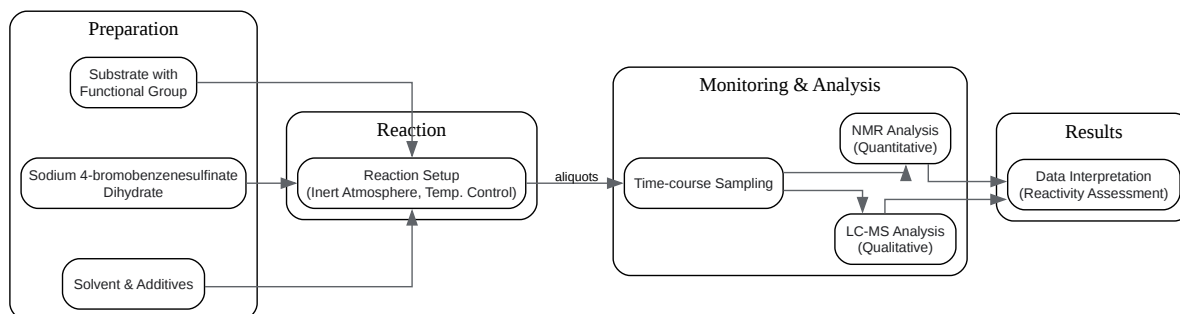 Preparation
Substrate with
Functional Group
Sodium 4-bromobenzenesulfinate
Dihydrate
Solvent & Additives
Reaction
Reaction Setup
(Inert Atmosphere, Temp. Control)
aliquots
Monitoring & Analysis
Time-course Sampling
NMR Analysis
(Quantitative)
LC-MS Analysis
(Qualitative)
Results
Data Interpretation
(Reactivity Assessment)